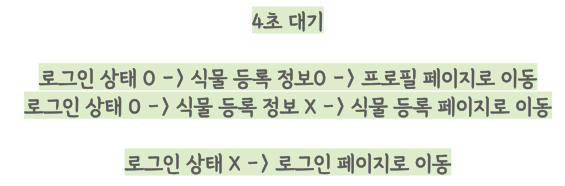 4초 대기
로그인 상태 O -> 식물 등록 정보O -> 프로필 페이지로 이동
로그인 상태 O -> 식물 등록 정보 X -> 식물 등록 페이지로 이동
로그인 상태 X -> 로그인 페이지로 이동